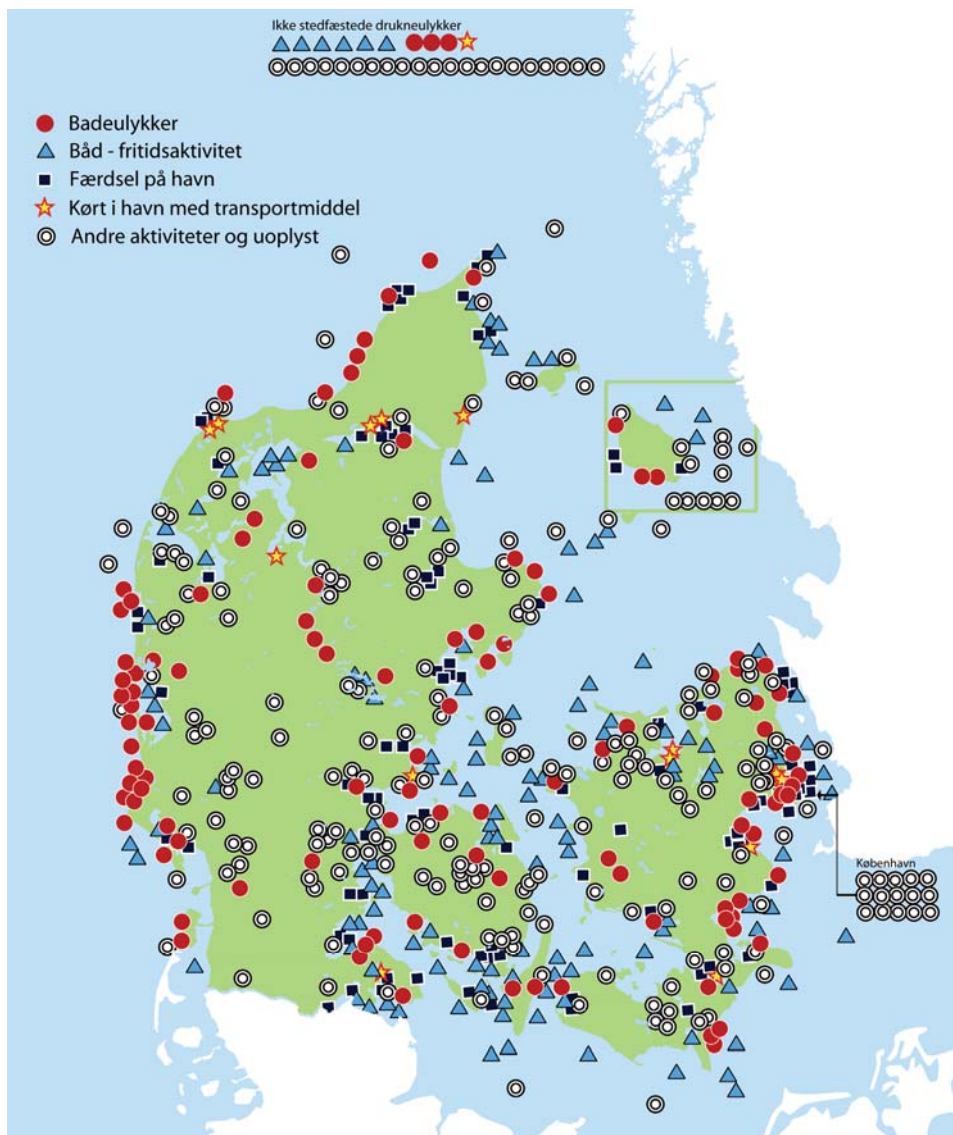 Ikke stedfæstede drukneulykker
Badeulykker
Båd - fritidsaktivitet
Færdsel på havn
Kørt i havn med transportmiddel
Andre aktiviteter og uoplyst
København